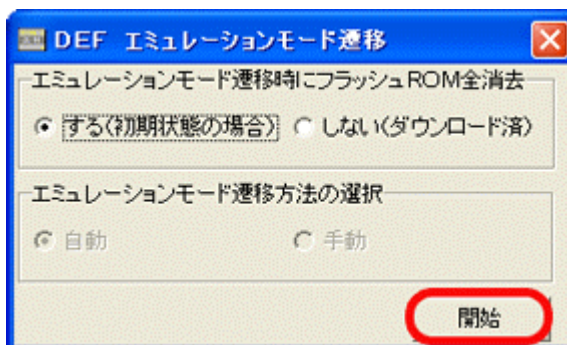 DEF エミュレーションモード遷移
エミュレーションモード遷移時にフラッシュROM全消去
する(初期状態の場合) しない(ダウンロード済)
エミュレーションモード遷移方法の選択
自動 手動
開始